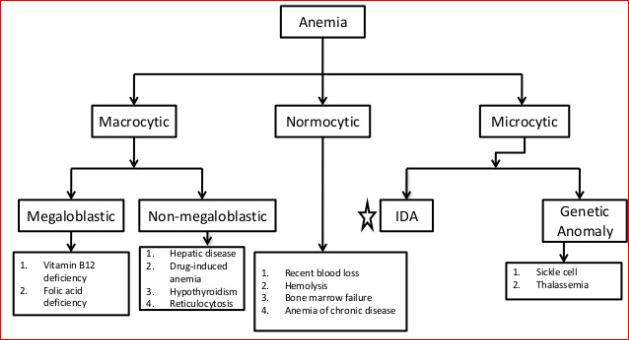 Anemia
Macrocytic
Normocytic
Microcytic
Megaloblastic
Non-megaloblastic
IDA
Genetic
Anomaly
1. Vitamin B12
deficiency
2. Folic acid
deficiency
1. Hepatic disease
2. Drug-induced
anemia
3. Hypothyroidism
4. Reticulocytosis
1. Recent blood loss
2. Hemolysis
3. Bone marrow failure
4. Anemia of chronic disease
1. Sickle cell
2. Thalassemia